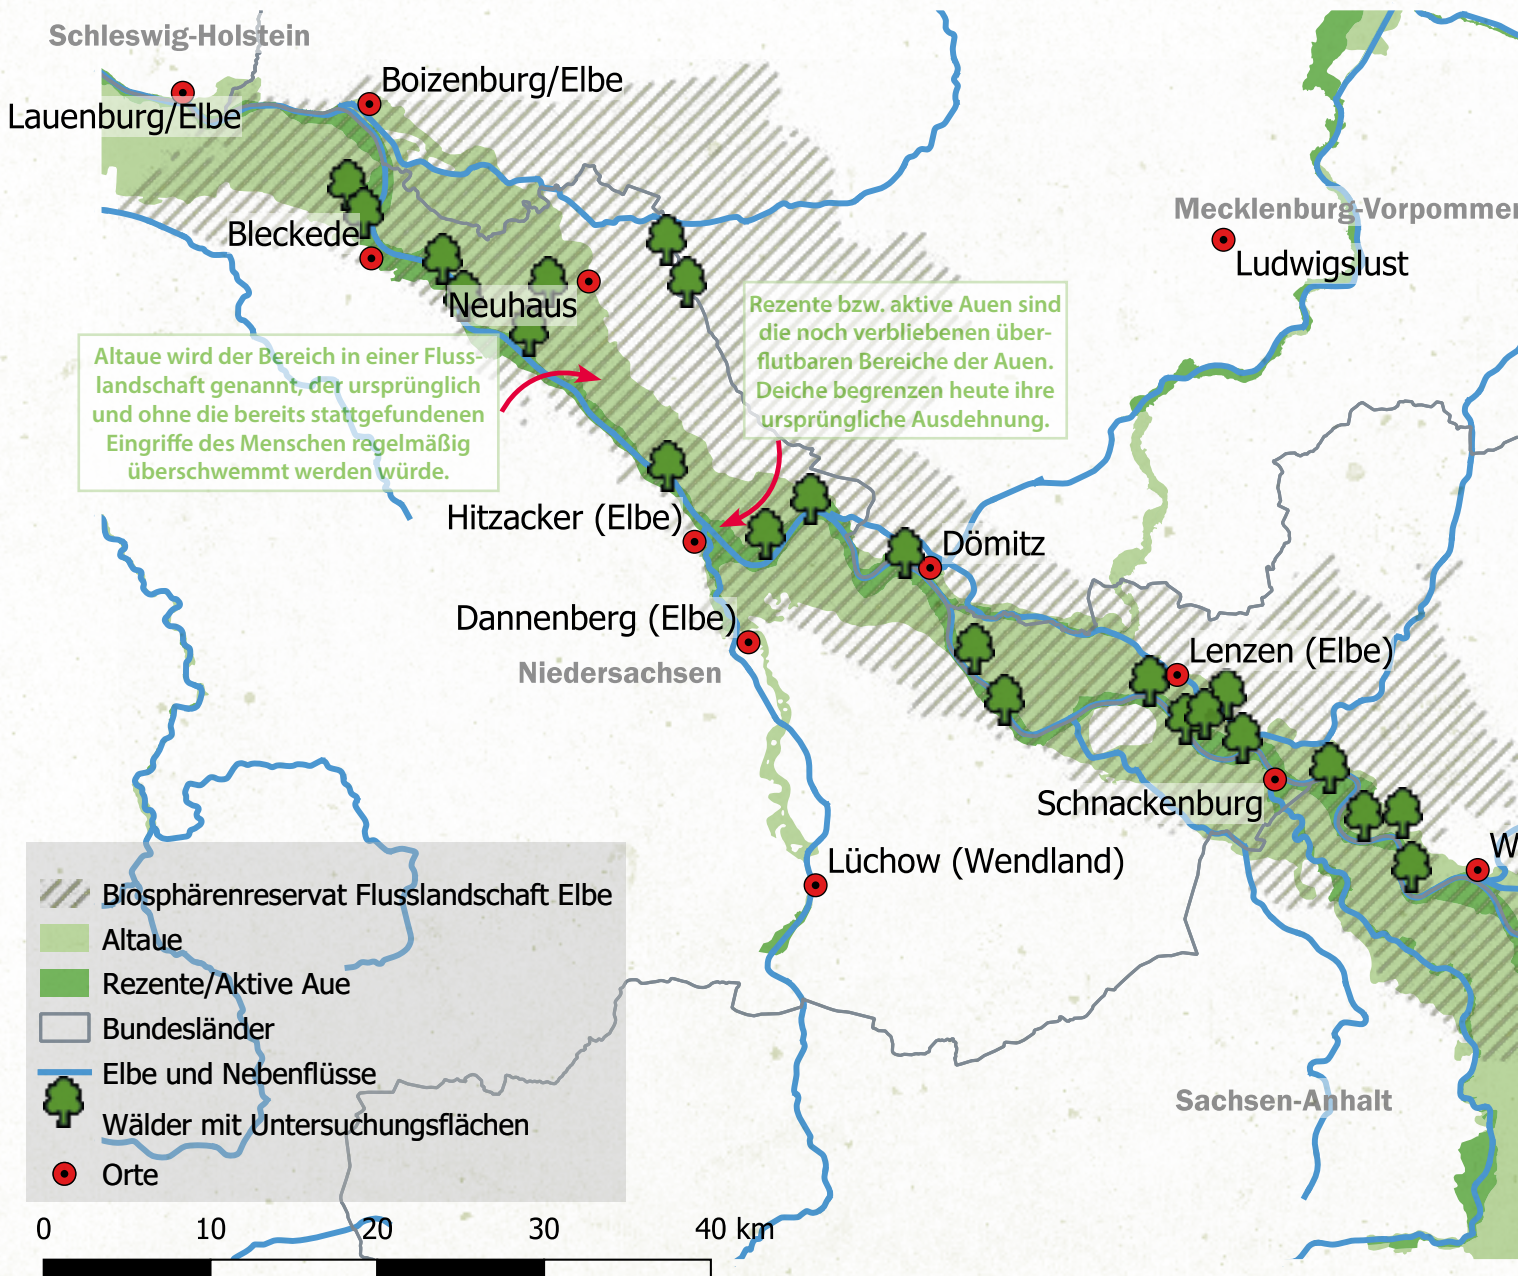 Schleswig-Holstein
Boizenburg/Elbe
Lauenburg/Elbe
Mecklenburg-Vorpommer
Bleckede
Ludwigslust
Neuhaus
Rezente bzw. aktive Auen sind
die noch verbliebenen über-
flutbaren Bereiche der Auen.
Deiche begrenzen heute ihre
ursprüngliche Ausdehnung.
Altaue wird der Bereich in einer Fluss-
landschaft genannt, der ursprünglich
und ohne die bereits stattgefundenen
Eingriffe des Menschen regelmäßig
überschwemmt werden würde.
Hitzacker (Elbe)
Dömitz
Dannenberg (Elbe)
Lenzen (Elbe)
Niedersachsen
Schnackenburg
W
Lüchow (Wendland)
Biosphärenreservat Flusslandschaft Elbe
Altaue
Rezente/Aktive Aue
Bundesländer
Elbe und Nebenflüsse
Wälder mit Untersuchungsflächen
Orte
Sachsen-Anhalt
0 10 20 30 40 km